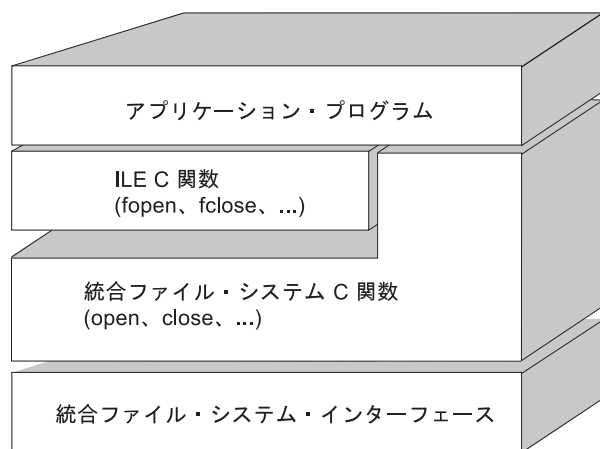 アプリケーション・プログラム
ILE C 関数
(fopen、fclose、...)
統合ファイル・システム C 関数
(open、close、...)
統合ファイル・システム・インターフェース